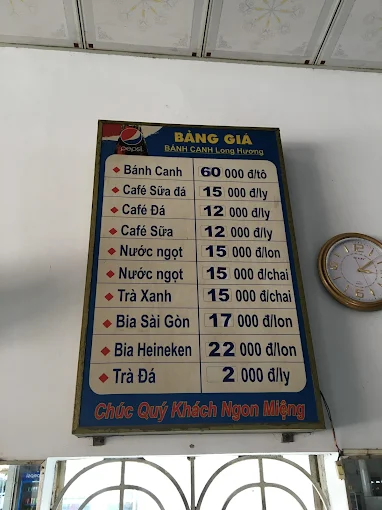 pepsi
BẢNG GIÁ
BÁNH CANH Long Hương
Bánh Canh 60 000 đ/tô
Café Sữa đá 15 000 đ/ly
Café Đá 12 000 đ/ly
Café Sữa 12 000 đ/ly
Nước ngọt 15 000 đ/lon
Nước ngọt 15 000 đ/chai
Trà Xanh 15 000 đ/chai
Bia Sài Gòn 17 000 đ/lon
Bia Heineken 22 000 đ/lon
Trà Đá 2 000 đ/ly
Chúc Quý Khách Ngon Miệng